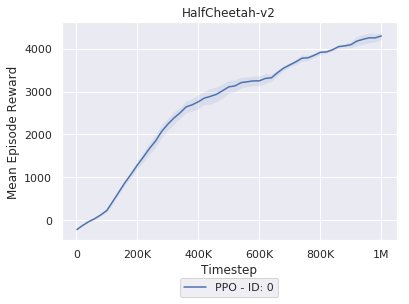 HalfCheetah-v2
Mean Episode Reward
4000
3000
2000
1000
0
0 200K 400K 600K 800K 1M
Timestep
PPO - ID: 0